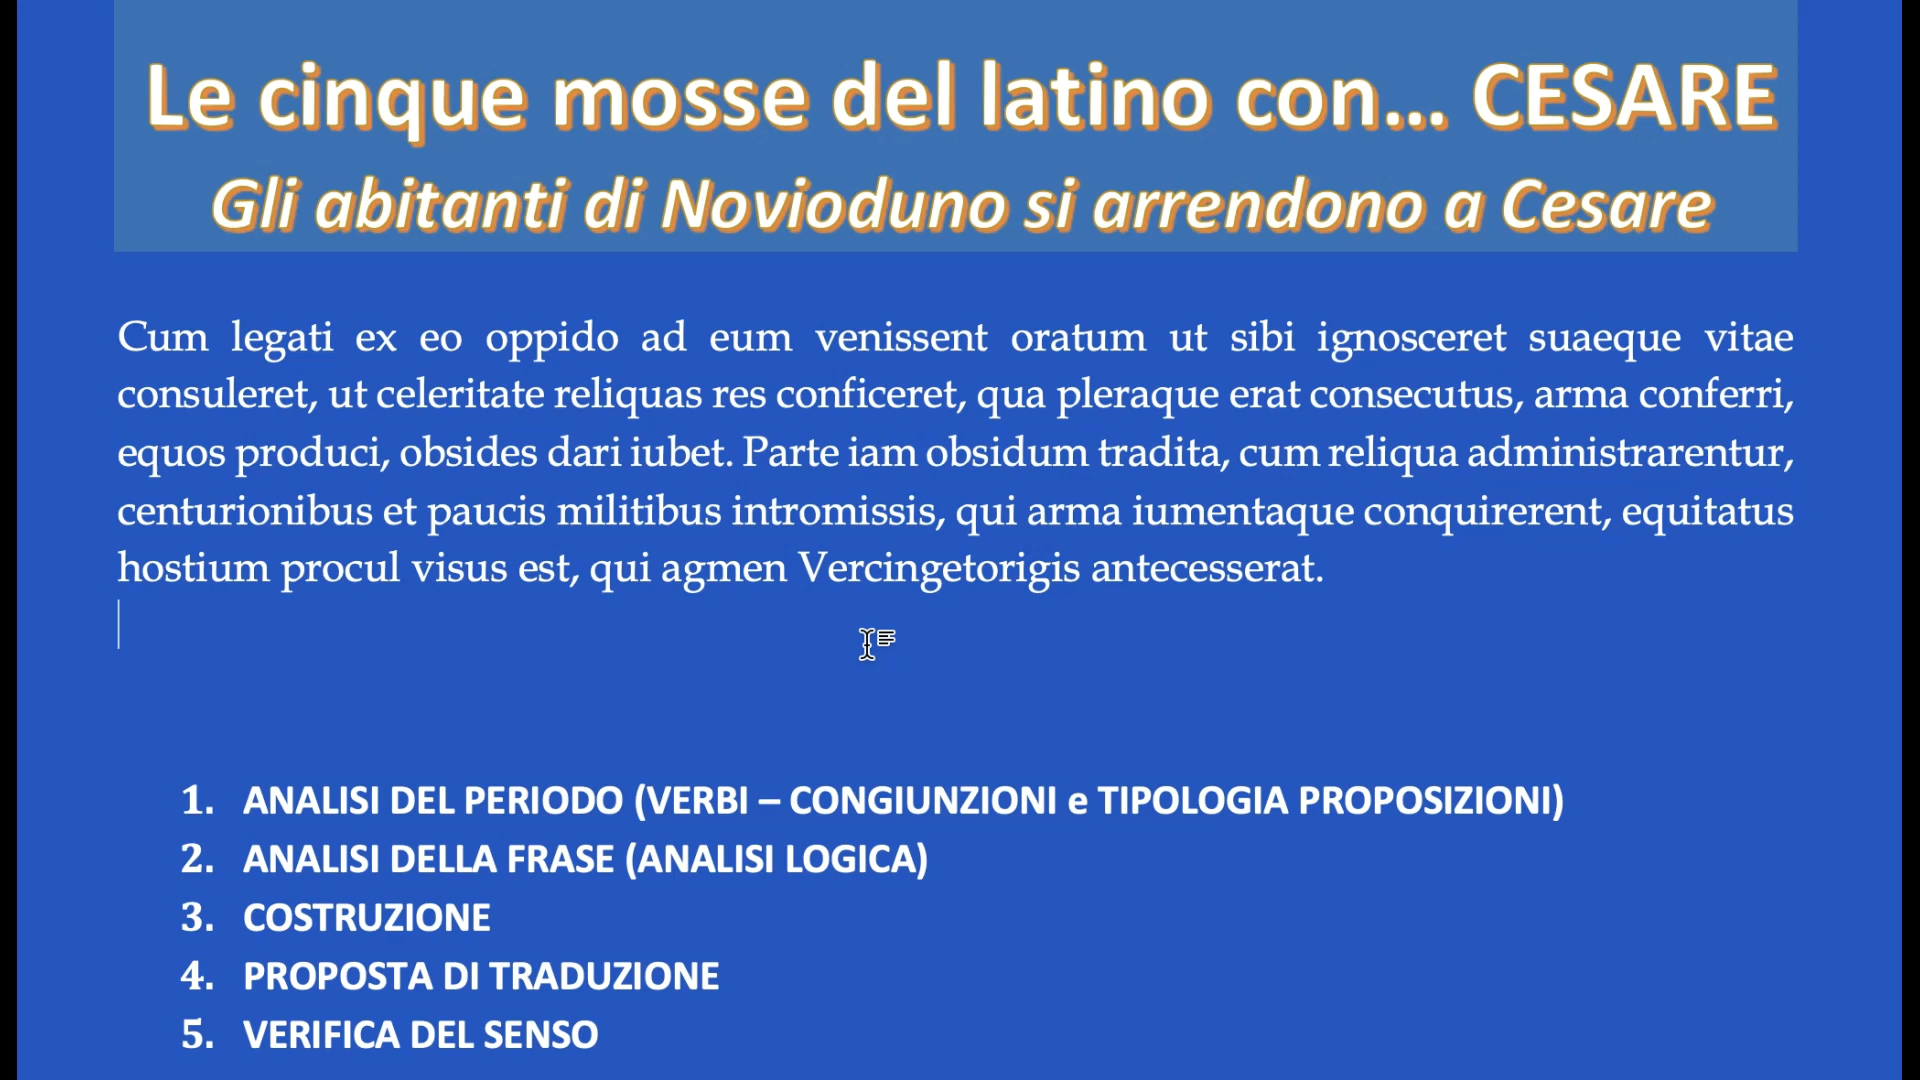 Le cinque mosse del latino con... CESARE
Gli abitanti di Novioduno si arrendono a Cesare
Cum legati ex eo oppido ad eum venissent oratum ut sibi ignosceret suaeque vitae
consuleret, ut celeritate reliquas res conficeret, qua pleraque erat consecutus, arma conferri,
equos produci, obsides dari iubet. Parte iam obsidum tradita, cum reliqua administrarentur,
centurionibus et paucis militibus intromissis, qui arma iumentaque conquirerent, equitatus
hostium procul visus est, qui agmen Vercingetorigis antecesserat.
1. ANALISI DEL PERIODO (VERBI – CONGIUNZIONI e TIPOLOGIA PROPOSIZIONI)
2. ANALISI DELLA FRASE (ANALISI LOGICA)
3. COSTRUZIONE
4. PROPOSTA DI TRADUZIONE
5. VERIFICA DEL SENSO